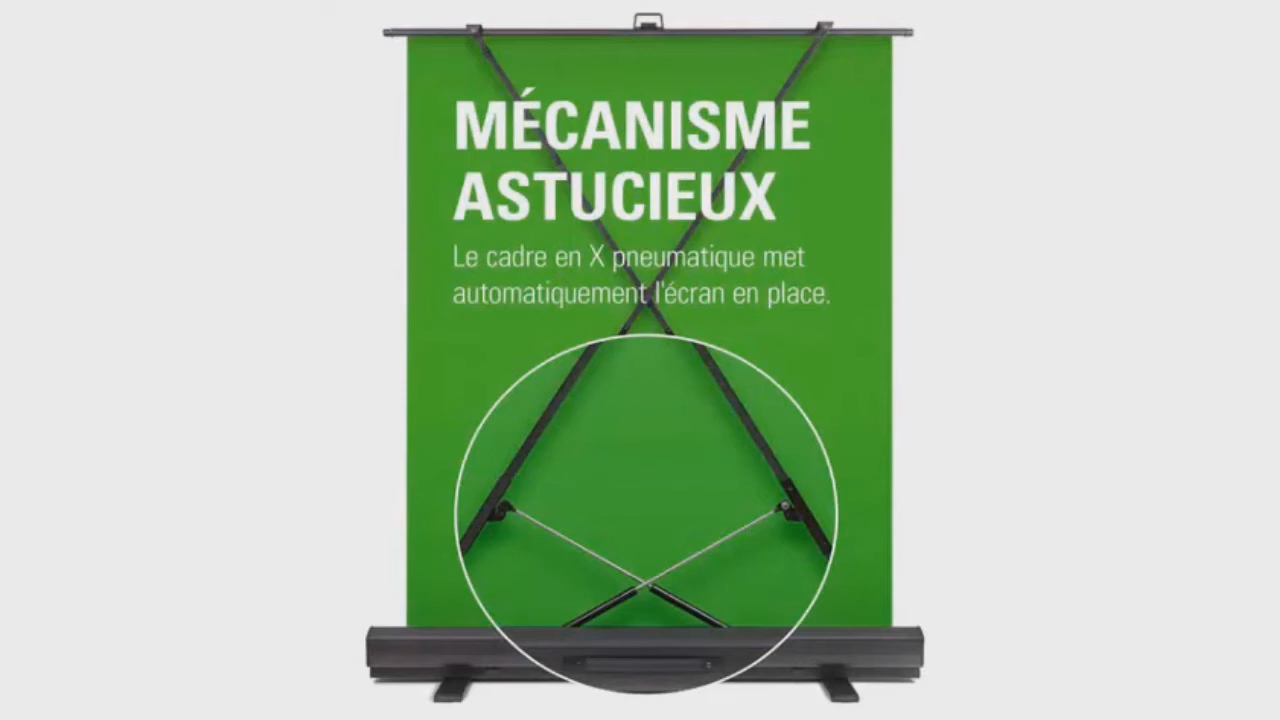 MÉCANISME
ASTUCIEUX
Le cadre en X pneumatique met
automatiquement l'écran en place.